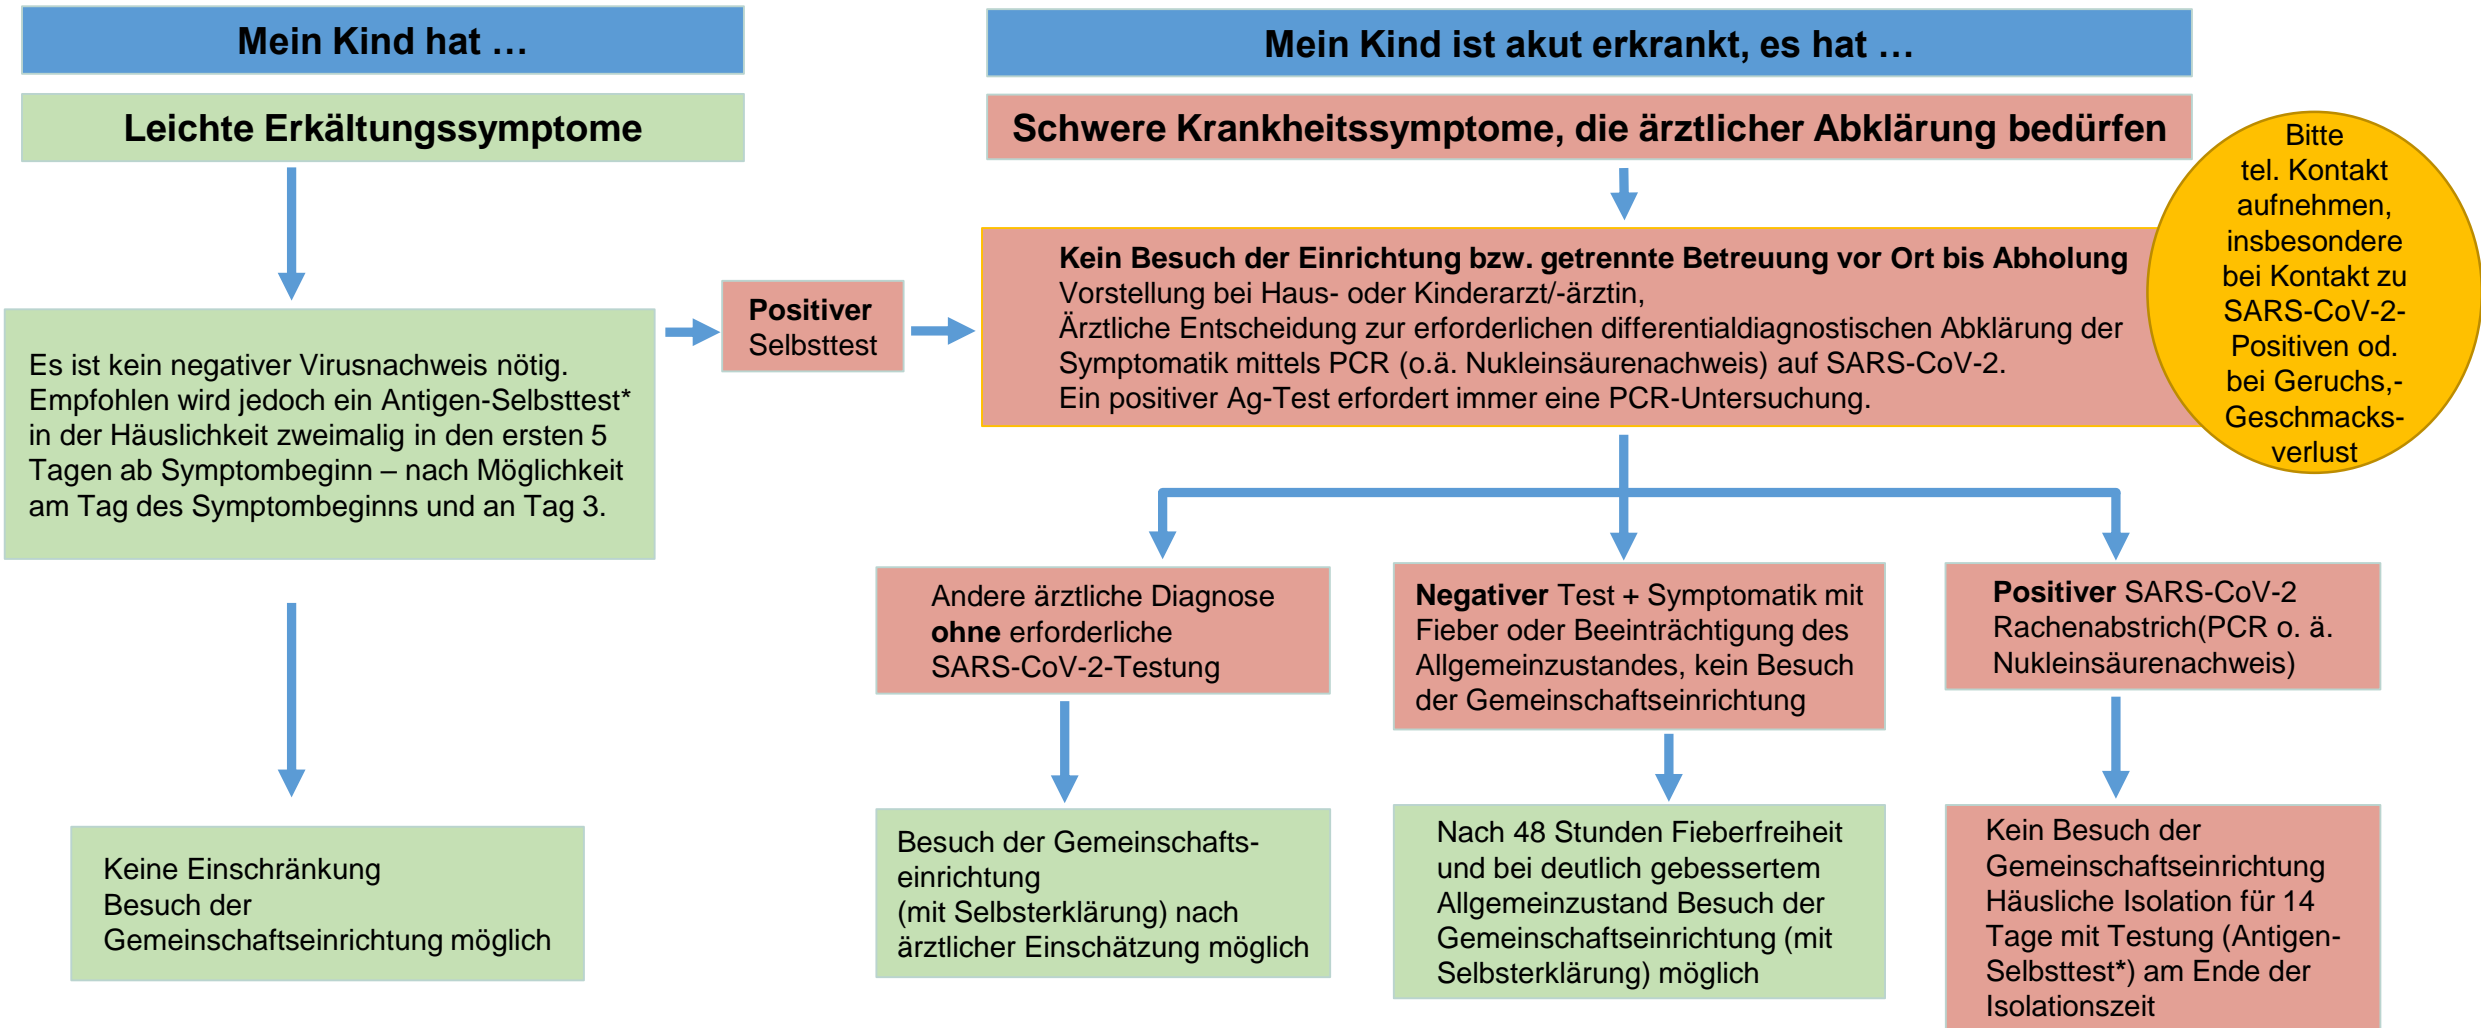 Mein Kind hat …
Leichte Erkältungssymptome
Es ist kein negativer Virusnachweis nötig.
Empfohlen wird jedoch ein Antigen-Selbsttest*
in der Häuslichkeit zweimalig in den ersten 5
Tagen ab Symptombeginn – nach Möglichkeit
am Tag des Symptombeginns und an Tag 3.
Keine Einschränkung
Besuch der
Gemeinschaftseinrichtung möglich
Positiver
Selbsttest
Mein Kind ist akut erkrankt, es hat …
Schwere Krankheitssymptome, die ärztlicher Abklärung bedürfen
Bitte
tel. Kontakt
aufnehmen,
insbesondere
bei Kontakt zu
SARS-CoV-2-
Positiven od.
bei Geruchs,-
Geschmacks-
verlust
Kein Besuch der Einrichtung bzw. getrennte Betreuung vor Ort bis Abholung
Vorstellung bei Haus- oder Kinderarzt/-ärztin,
Ärztliche Entscheidung zur erforderlichen differentialdiagnostischen Abklärung der
Symptomatik mittels PCR (o.ä. Nukleinsäurenachweis) auf SARS-CoV-2.
Ein positiver Ag-Test erfordert immer eine PCR-Untersuchung.
Andere ärztliche Diagnose
ohne erforderliche
SARS-CoV-2-Testung
Besuch der Gemeinschafts-
einrichtung
(mit Selbsterklärung) nach
ärztlicher Einschätzung möglich
Negativer Test + Symptomatik mit
Fieber oder Beeinträchtigung des
Allgemeinzustandes, kein Besuch
der Gemeinschaftseinrichtung
Nach 48 Stunden Fieberfreiheit
und bei deutlich gebessertem
Allgemeinzustand Besuch der
Gemeinschaftseinrichtung (mit
Selbsterklärung) möglich
Positiver SARS-CoV-2
Rachenabstrich(PCR o. ä.
Nukleinsäurenachweis)
Kein Besuch der
Gemeinschaftseinrichtung
Häusliche Isolation für 14
Tage mit Testung (Antigen-
Selbsttest*) am Ende der
Isolationszeit